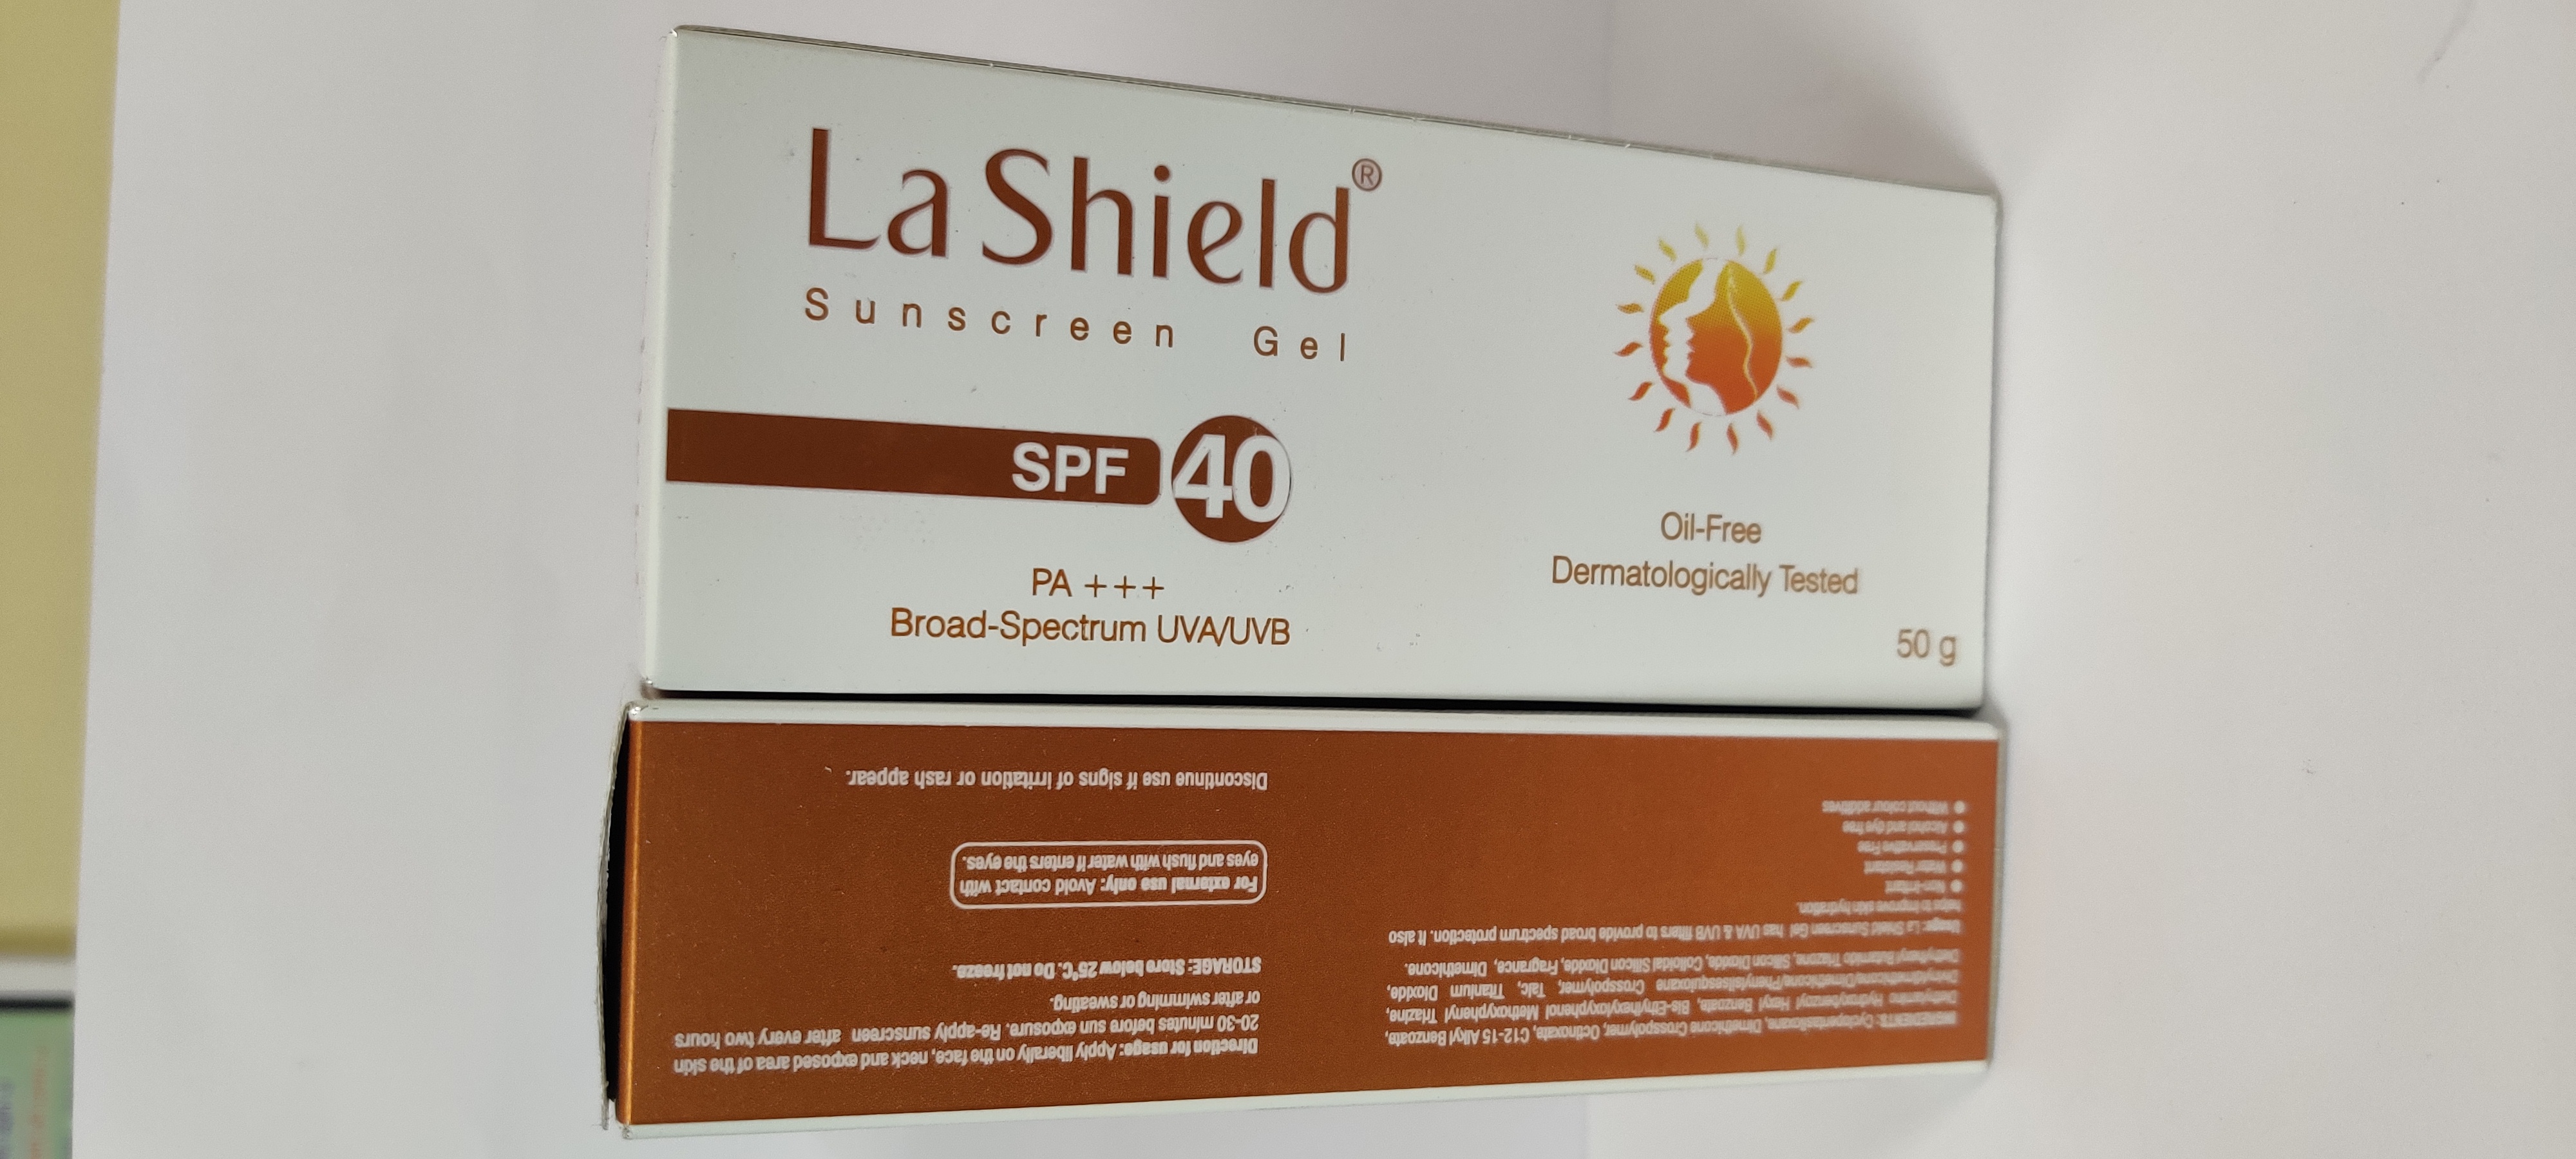 La Shield®
Sunscreen Gel
SPF 40
PA +++
Broad-Spectrum UVA/UVB
Oil-Free
Dermatologically Tested
50 g
INGREDIENTS: Cyclopentasiloxane, Dimethicone Crosspolymer, Octinoxate, C12-15 Alkyl Benzoate,
Diethylamino Hydroxybenzoyl Hexyl Benzoate, Bis-Ethylhexyloxyphenol Methoxyphenyl Triazine,
Crosspolymer, Talc, Titanium Dioxide,
Diethylhexyl Butamido Triazone, Silicon Dioxide, Colloidal Silicon Dioxide, Fragrance, Dimethicone.
Usage: La Shield Sunscreen Gel has UVA & UVB filters to provide broad spectrum protection. It also
helps to improve skin hydration.
● Non-Irritant
● Water Resistant
● Preservative Free
● Alcohol and dye free
● Without colour additives
Direction for usage: Apply liberally on the face, neck and exposed area of the skin
20-30 minutes before sun exposure. Re-apply sunscreen after every two hours
or after swimming or sweating.
STORAGE: Store below 25°C. Do not freeze.
For external use only: Avoid contact with
eyes and flush with water if enters the eyes.
Discontinue use if signs of irritation or rash appear.